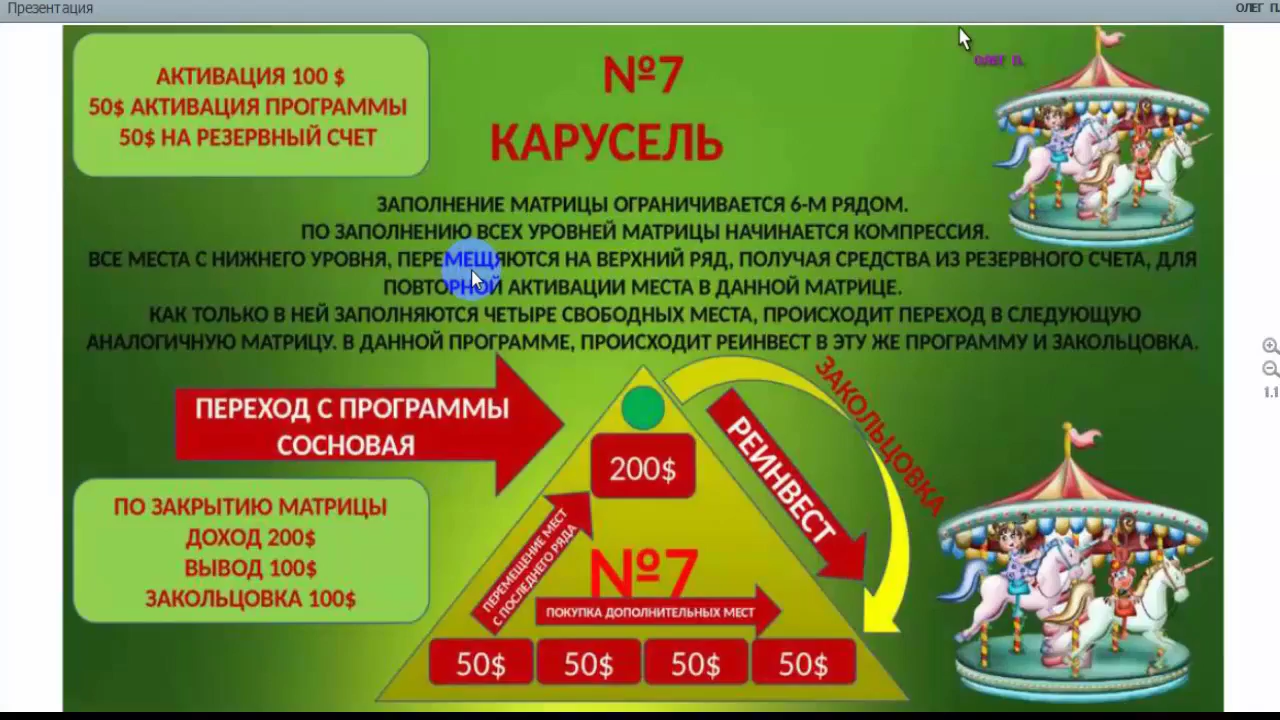 Презентация
ОЛЕГ П.
ОЛЕГ П.
АКТИВАЦИЯ 100 $
50$ АКТИВАЦИЯ ПРОГРАММЫ
50$ НА РЕЗЕРВНЫЙ СЧЕТ
№7
КАРУСЕЛЬ
ЗАПОЛНЕНИЕ МАТРИЦЫ ОГРАНИЧИВАЕТСЯ 6-М РЯДОМ.
ПО ЗАПОЛНЕНИЮ ВСЕХ УРОВНЕЙ МАТРИЦЫ НАЧИНАЕТСЯ КОМПРЕССИЯ.
ВСЕ МЕСТА С НИЖНЕГО УРОВНЯ, ПЕРЕМЕЩЯЮТСЯ НА ВЕРХНИЙ РЯД, ПОЛУЧАЯ СРЕДСТВА ИЗ РЕЗЕРВНОГО СЧЕТА, ДЛЯ
ПОВТОРНОЙ АКТИВАЦИИ МЕСТА В ДАННОЙ МАТРИЦЕ.
КАК ТОЛЬКО В НЕЙ ЗАПОЛНЯЮТСЯ ЧЕТЫРЕ СВОБОДНЫХ МЕСТА, ПРОИСХОДИТ ПЕРЕХОД В СЛЕДУЮЩУЮ
АНАЛОГИЧНУЮ МАТРИЦУ. В ДАННОЙ ПРОГРАММЕ, ПРОИСХОДИТ РЕИНВЕСТ В ЭТУ ЖЕ ПРОГРАММУ И ЗАКОЛЬЦОВКА.
ПЕРЕХОД С ПРОГРАММЫ
СОСНОВАЯ
200$
РЕИНВЕСТ
ЗАКОЛЬЦОВКА
ПО ЗАКРЫТИЮ МАТРИЦЫ
ДОХОД 200$
ВЫВОД 100$
ЗАКОЛЬЦОВКА 100$
ПЕРЕМЕЩЕНИЕ МЕСТ
С ПОСЛЕДНЕГО РЯДА
№7
ПОКУПКА ДОПОЛНИТЕЛЬНЫХ МЕСТ
50$ 50$ 50$ 50$
1.1